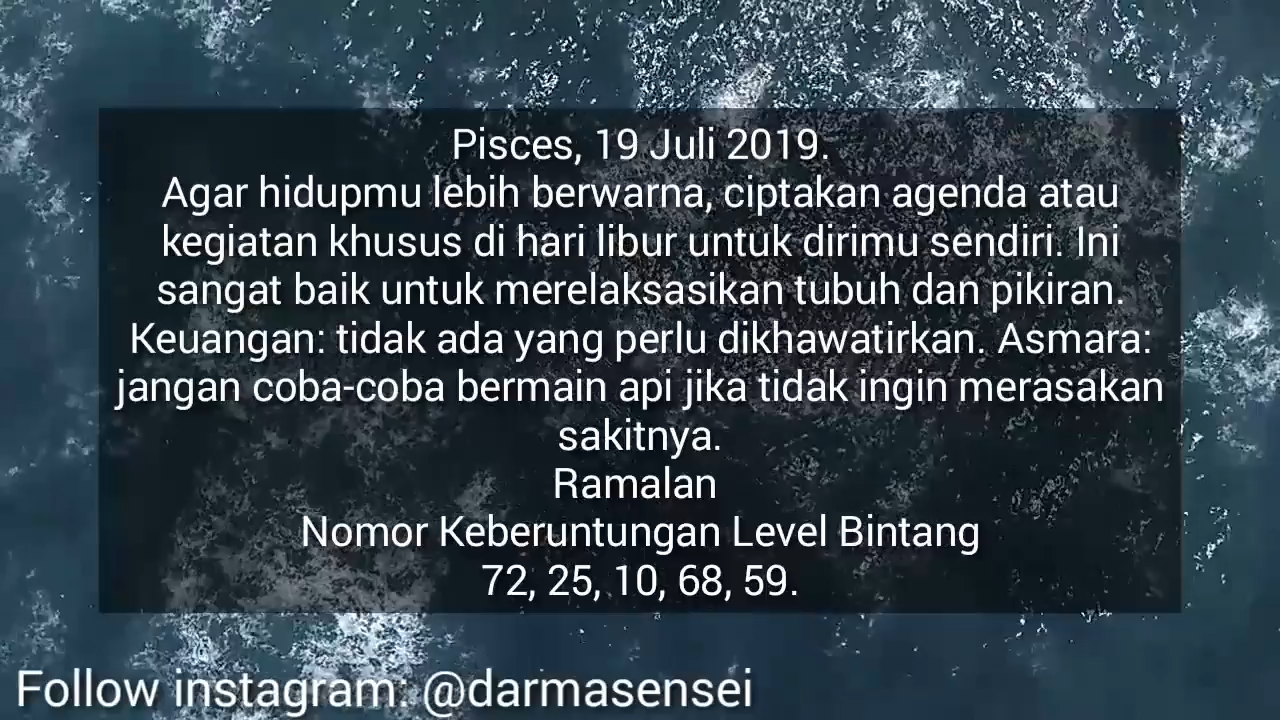 Pisces, 19 Juli 2019.
Agar hidupmu lebih berwarna, ciptakan agenda atau
kegiatan khusus di hari libur untuk dirimu sendiri. Ini
sangat baik untuk merelaksasikan tubuh dan pikiran.
Keuangan: tidak ada yang perlu dikhawatirkan. Asmara:
jangan coba-coba bermain api jika tidak ingin merasakan
sakitnya.
Ramalan
Nomor Keberuntungan Level Bintang
72, 25, 10, 68, 59.
Follow instagram: @darmasensei